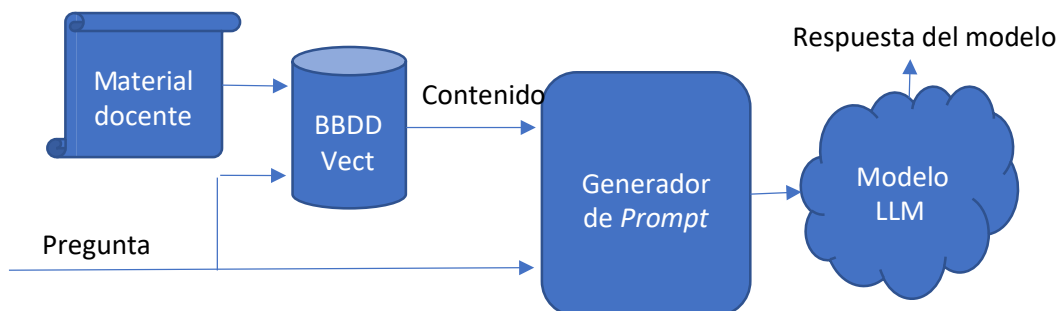 Material
docente
BBDD
Vect
Contenido
Generador
de Prompt
Respuesta del modelo
Modelo
LLM
Pregunta